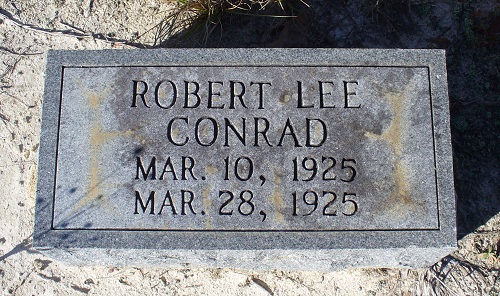 ROBERT LEE
CONRAD
MAR. 10, 1925
MAR. 28, 1925